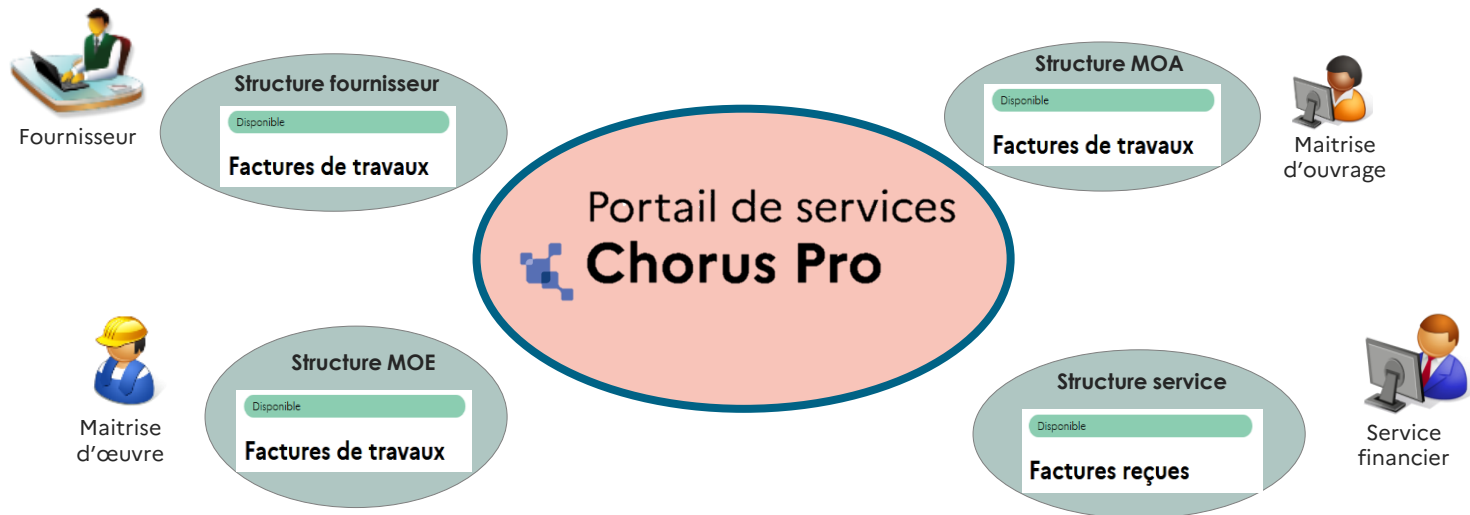 Fournisseur
Structure fournisseur
Disponible
Factures de travaux
Structure MOA
Disponible
Factures de travaux
Maitrise
d'ouvrage
Portail de services
Chorus Pro
Maitrise
d'œuvre
Structure MOE
Disponible
Factures de travaux
Structure service
Disponible
Factures reçues
Service
financier